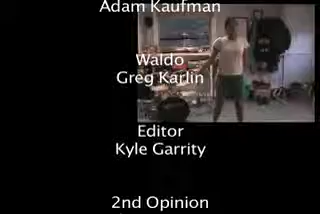 Adam Kaufman
Waldo
Greg Karlin
Editor
Kyle Garrity
2nd Opinion